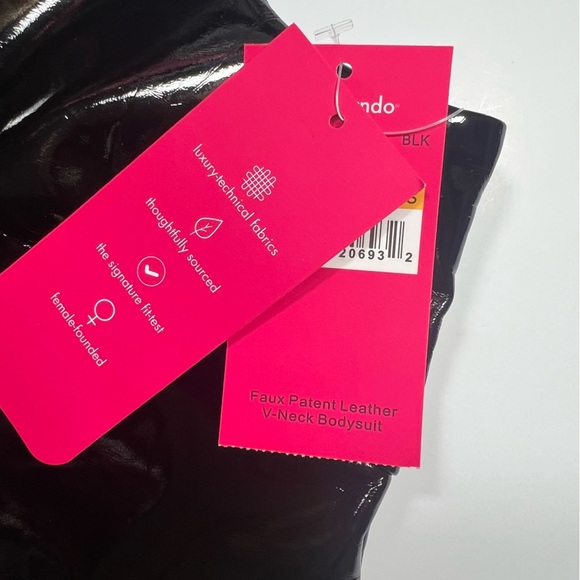 luxury-technical fabrics
thoughtfully sourced
the signature fit-test
female-founded
BLK
20693 2
Faux Patent Leather
V-Neck Bodysuit